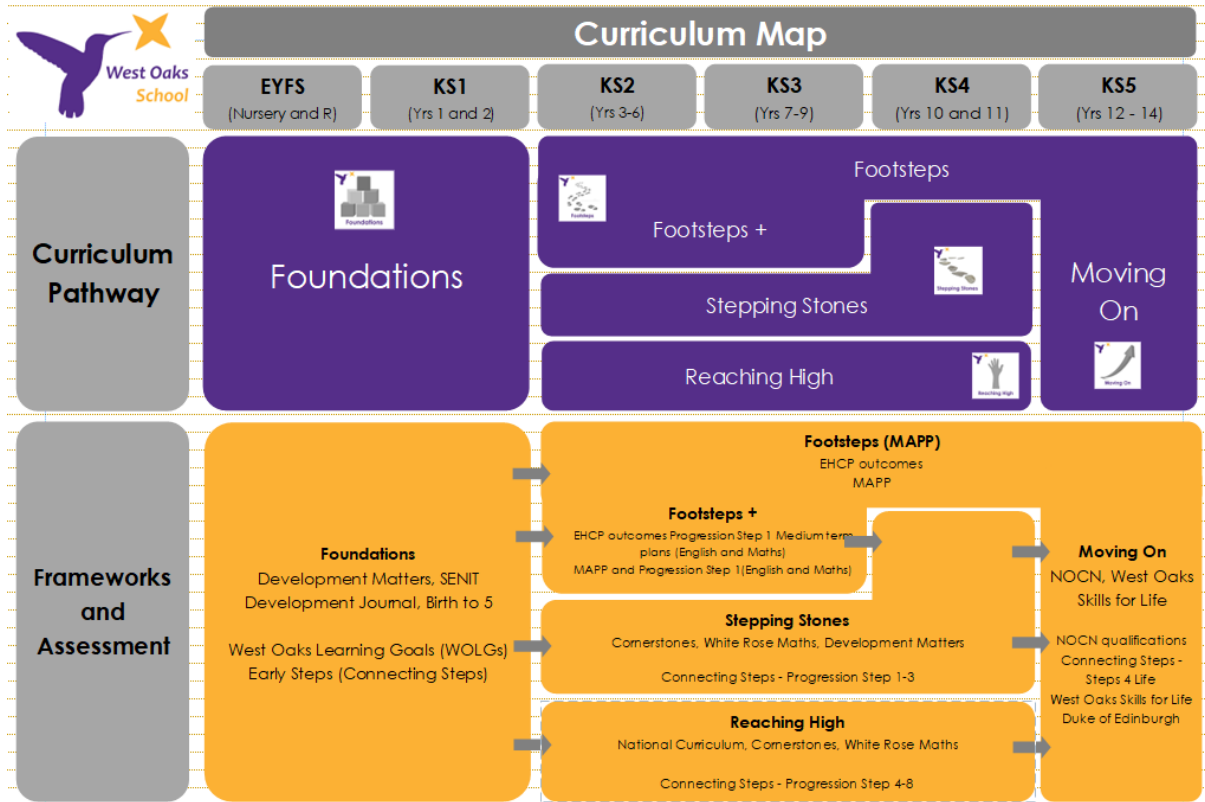 West Oaks
School
Curriculum Map
EYFS
(Nursery and R)
KS1
(Yrs 1 and 2)
KS2
(Yrs 3-6)
KS3
(Yrs 7-9)
KS4
(Yrs 10 and 11)
KS5
(Yrs 12 - 14)
Curriculum
Pathway
Foundations
Foundations
Footsteps
Footsteps
Footsteps +
Stepping Stones
Stepping Stones
Reaching High
Reaching High
Moving
On
Moving On
Frameworks
and
Assessment
Foundations
Development Matters, SENIT
Development Journal, Birth to 5
West Oaks Learning Goals (WOLGs)
Early Steps (Connecting Steps)
Footsteps (MAPP)
EHCP outcomes
MAPP
Footsteps +
EHCP outcomes Progression Step 1 Medium term
plans (English and Maths)
MAPP and Progression Step 1(English and Maths)
Stepping Stones
Cornerstones, White Rose Maths, Development Matters
Connecting Steps - Progression Step 1-3
Reaching High
National Curriculum, Cornerstones, White Rose Maths
Connecting Steps - Progression Step 4-8
Moving On
NOCN, West Oaks
Skills for Life
NOCN qualifications
Connecting Steps -
Steps 4 Life
West Oaks Skills for Life
Duke of Edinburgh